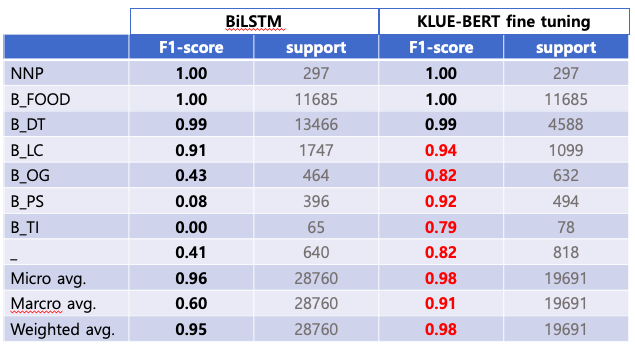 BiLSTM KLUE-BERT fine tuning
F1-score support F1-score support
NNP 1.00 297 1.00 297
B_FOOD 1.00 11685 1.00 11685
B_DT 0.99 13466 0.99 4588
B_LC 0.91 1747 0.94 1099
B_OG 0.43 464 0.82 632
B_PS 0.08 396 0.92 494
B_TI 0.00 65 0.79 78
_ 0.41 640 0.82 818
Micro avg. 0.96 28760 0.98 19691
Marcro avg. 0.60 28760 0.91 19691
Weighted avg. 0.95 28760 0.98 19691